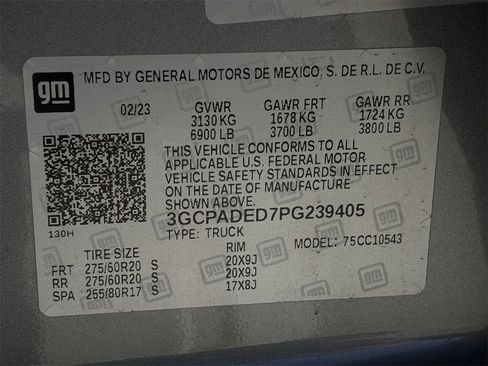 gm
MFD BY GENERAL MOTORS DE MEXICO, S. DE R.L. DE C.V.
02/23 GVWR GAWR FRT GAWR RR
3130 KG 1678 KG 1724 KG
6900 LB 3700 LB 3800 LB
THIS VEHICLE CONFORMS TO ALL
APPLICABLE U.S. FEDERAL MOTOR
VEHICLE SAFETY STANDARDS IN EFFECT
ON THE DATE OF MANUFACTURE
SHOWN ABOVE.
3GCPADED7PG239405
130H TYPE: TRUCK MODEL: 75CC10543
TIRE SIZE RIM
FRT 275/60R20 S 20X9J
RR 275/60R20 S 20X9J
SPA 255/80R17 S 17X8J